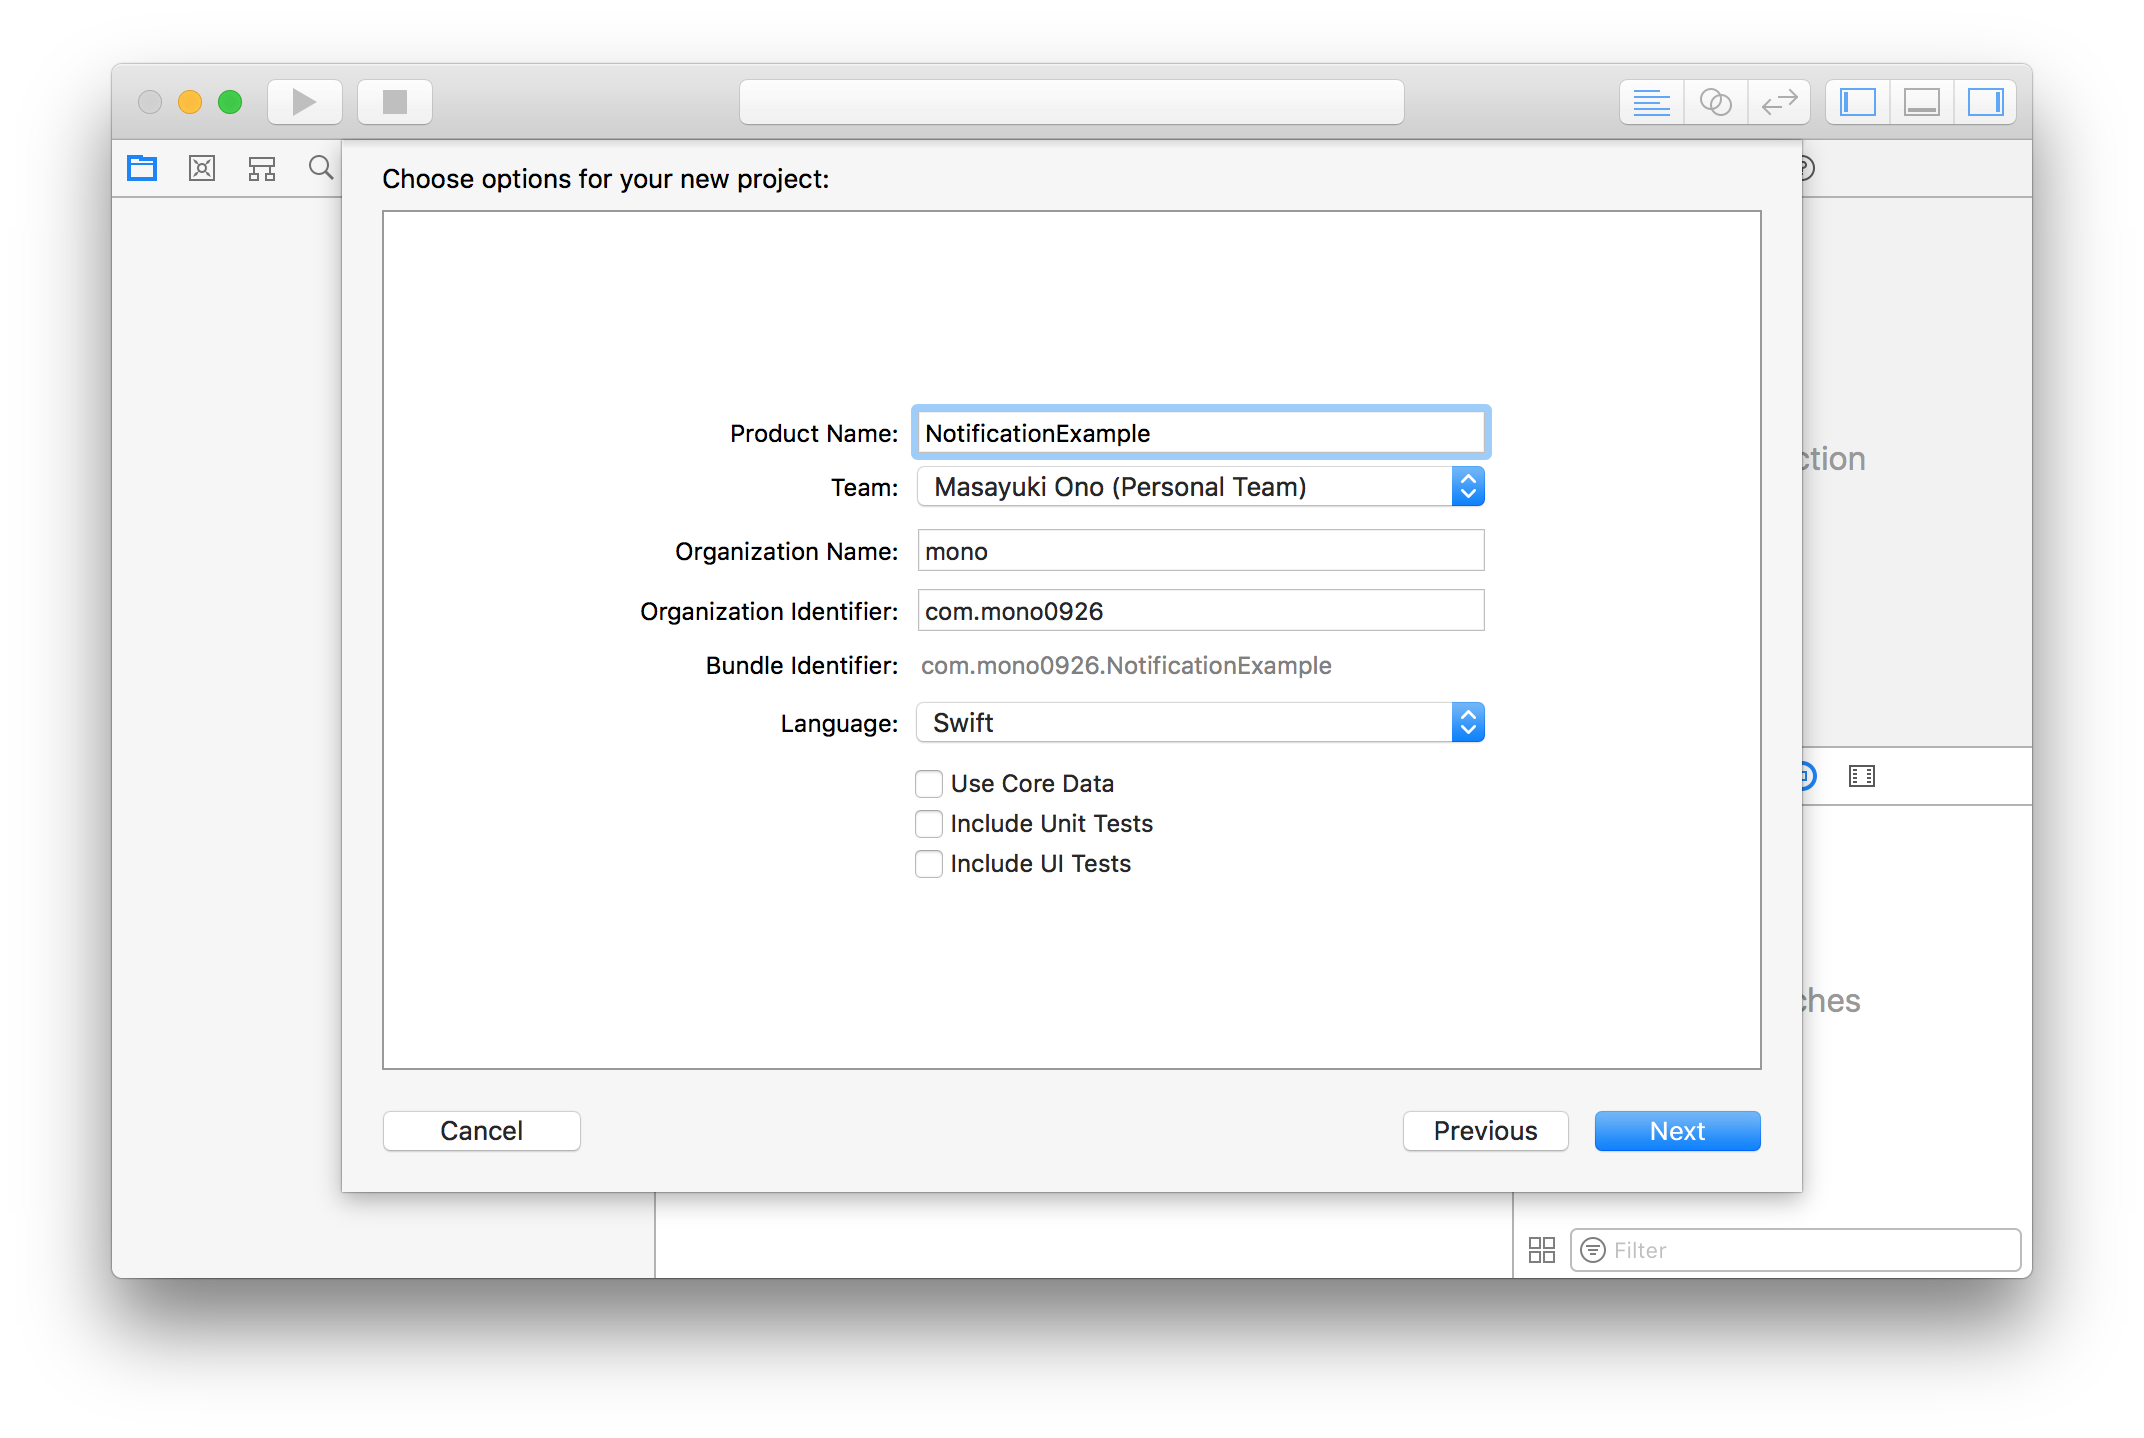 Choose options for your new project:
Product Name: NotificationExample
Team: Masayuki Ono (Personal Team)
Organization Name: mono
Organization Identifier: com.mono0926
Bundle Identifier: com.mono0926.NotificationExample
Language: Swift
Use Core Data
Include Unit Tests
Include UI Tests
Cancel Previous Next
Filter